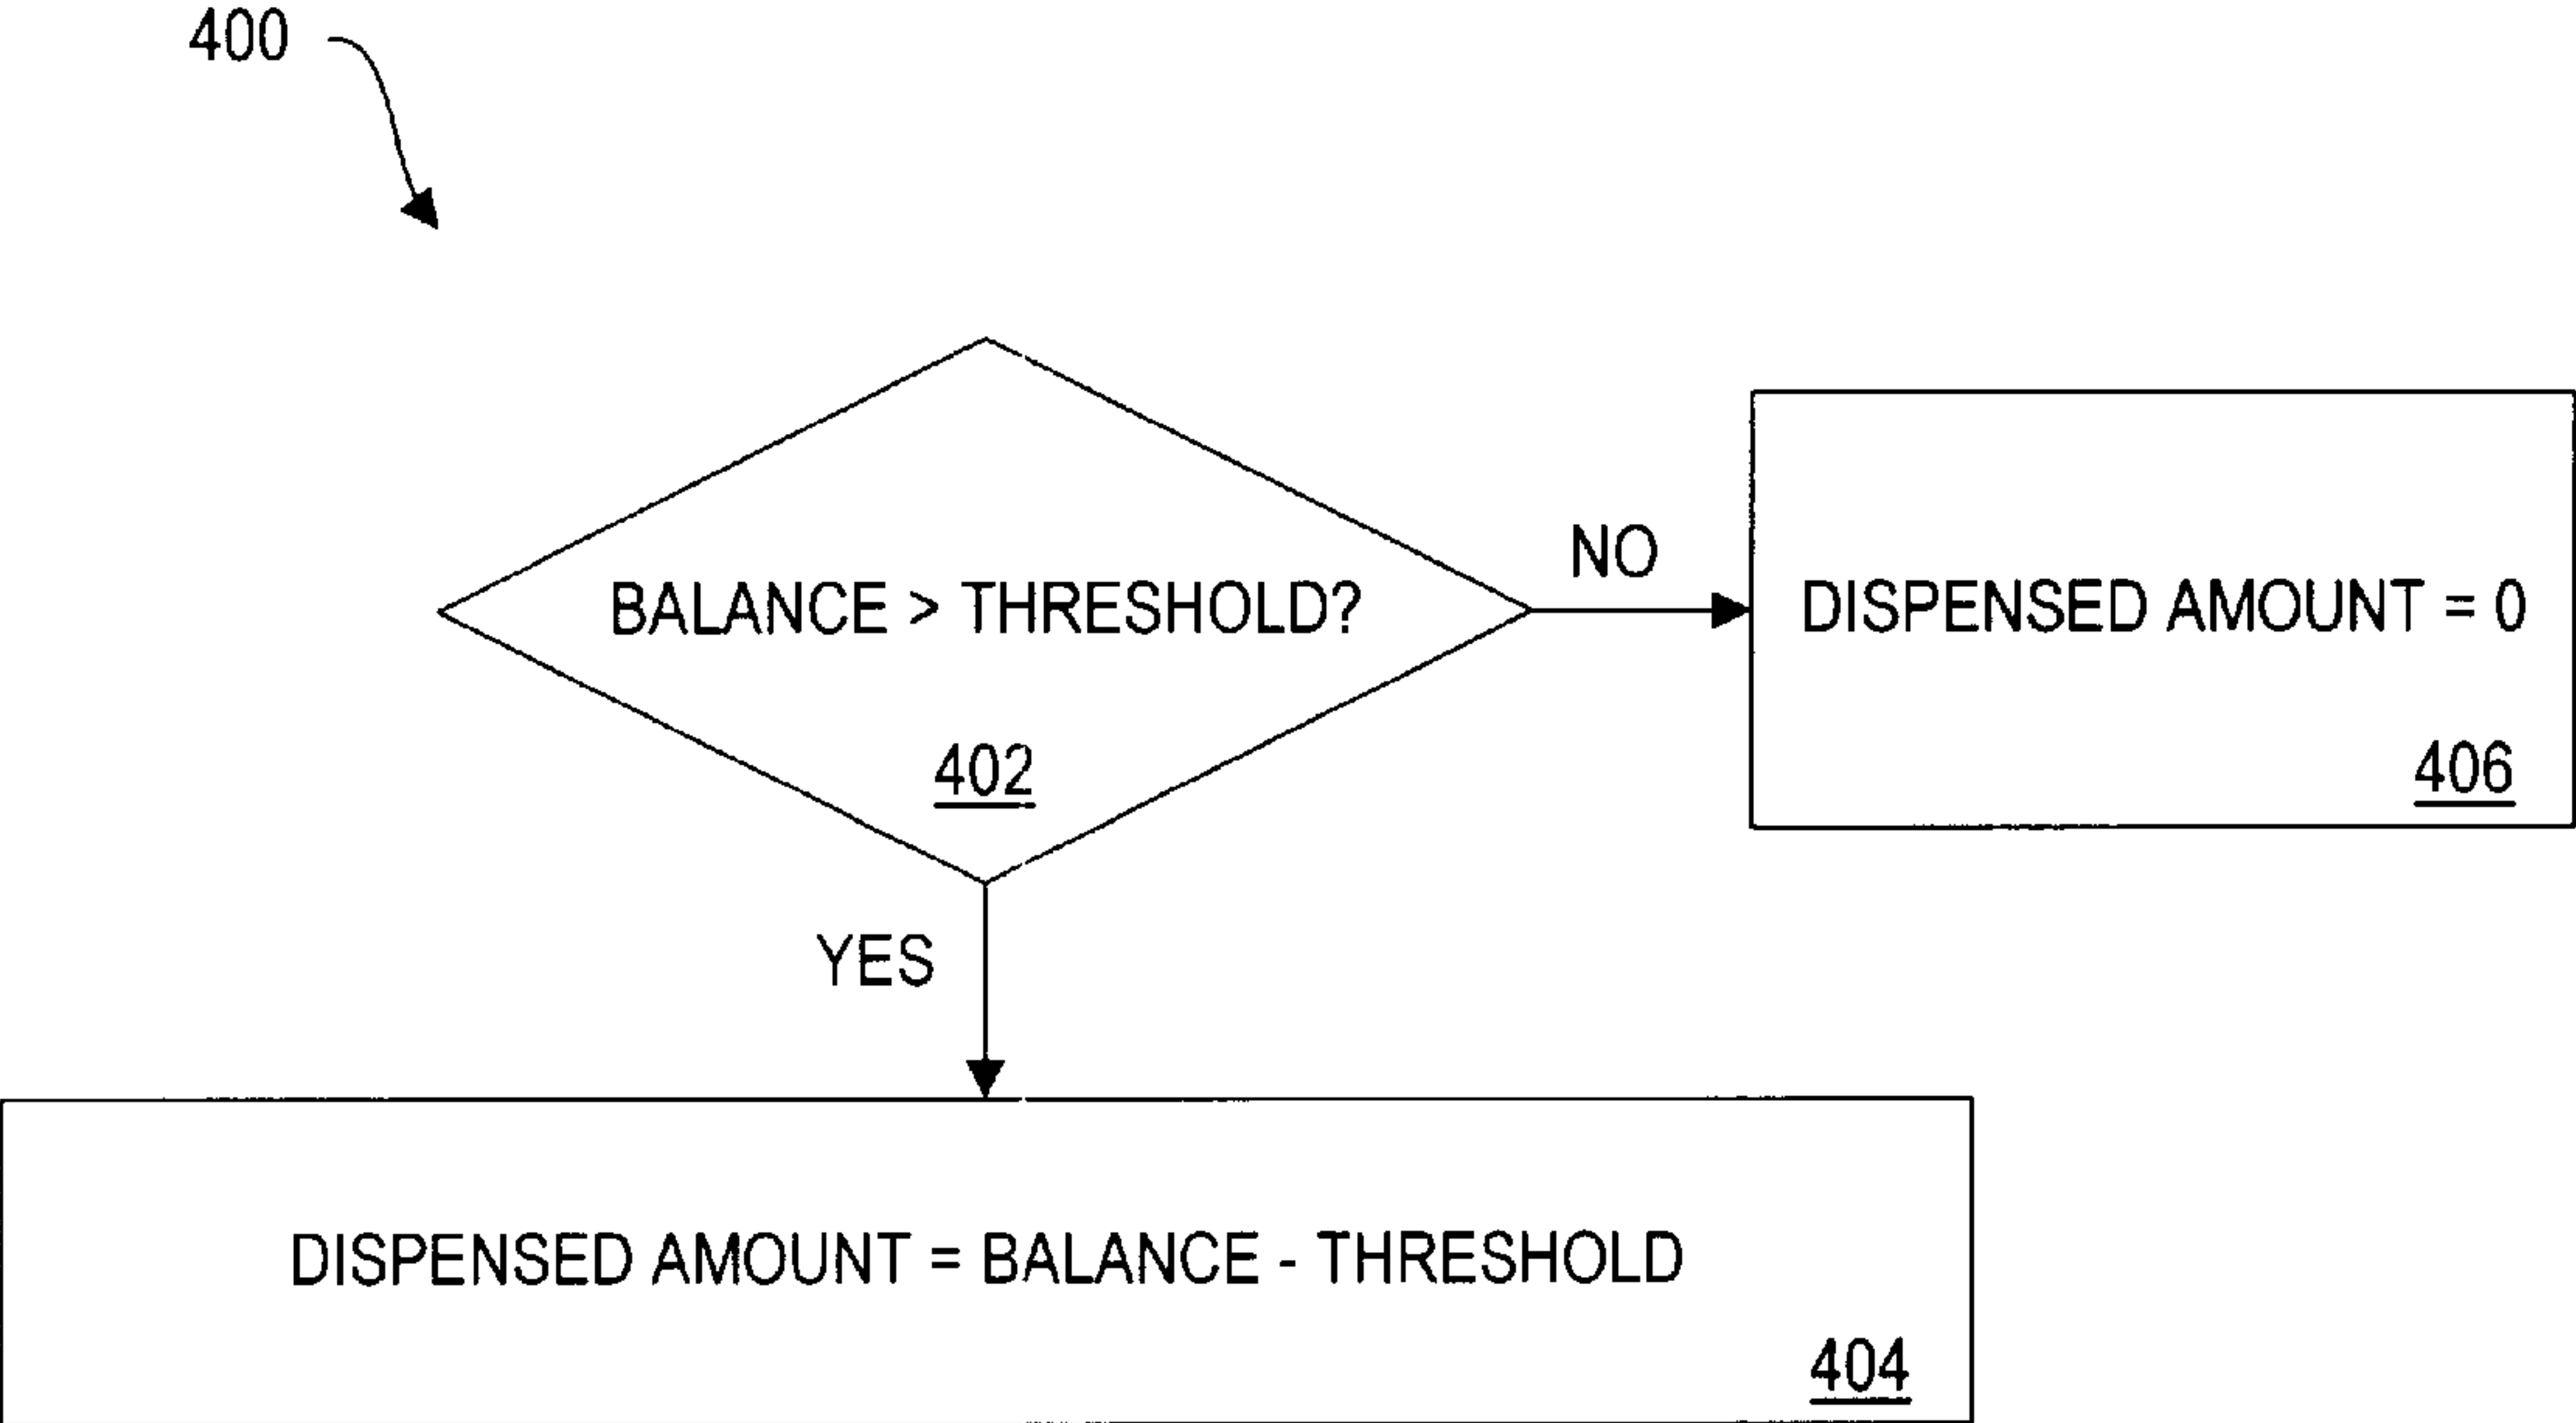 400
BALANCE > THRESHOLD?
402
NO
DISPENSED AMOUNT = 0
406
YES
DISPENSED AMOUNT = BALANCE - THRESHOLD
404